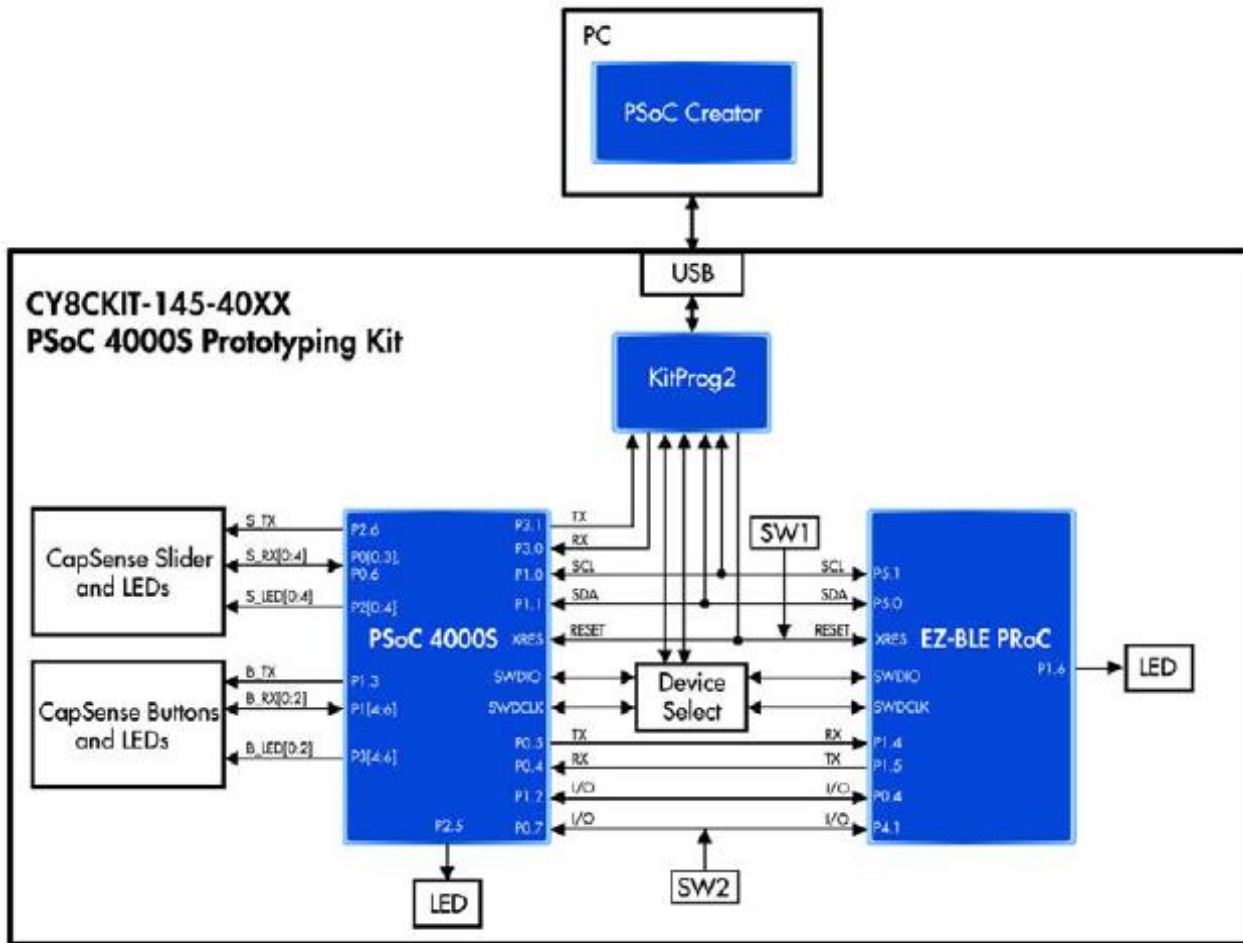 PC
PSoC Creator
USB
CY8CKIT-145-40XX
PSoC 4000S Prototyping Kit
KitProg2
CapSense Slider
and LEDs
S_TX
S_RX[0:4]
S_LED[0:4]
P2.6
P0[0:3],
P0.6
P2[0:4]
CapSense Buttons
and LEDs
B_TX
B_RX[0:2]
B_LED[0:2]
P1.3
P1[4:6]
P3[4:6]
PSoC 4000S
P3.1
P3.0
P1.0
P1.1
XRES
SWDIO
SWDCLK
P0.5
P0.4
P1.2
P0.7
P2.5
LED
TX
RX
SCL
SDA
RESET
TX
RX
I/O
I/O
SW1
Device
Select
SW2
SCL
SDA
RESET
RX
TX
I/O
I/O
P5.1
P5.0
XRES
EZ-BLE PRoC
P1.6
SWDIO
SWDCLK
P1.4
P1.5
P0.4
P4.1
LED